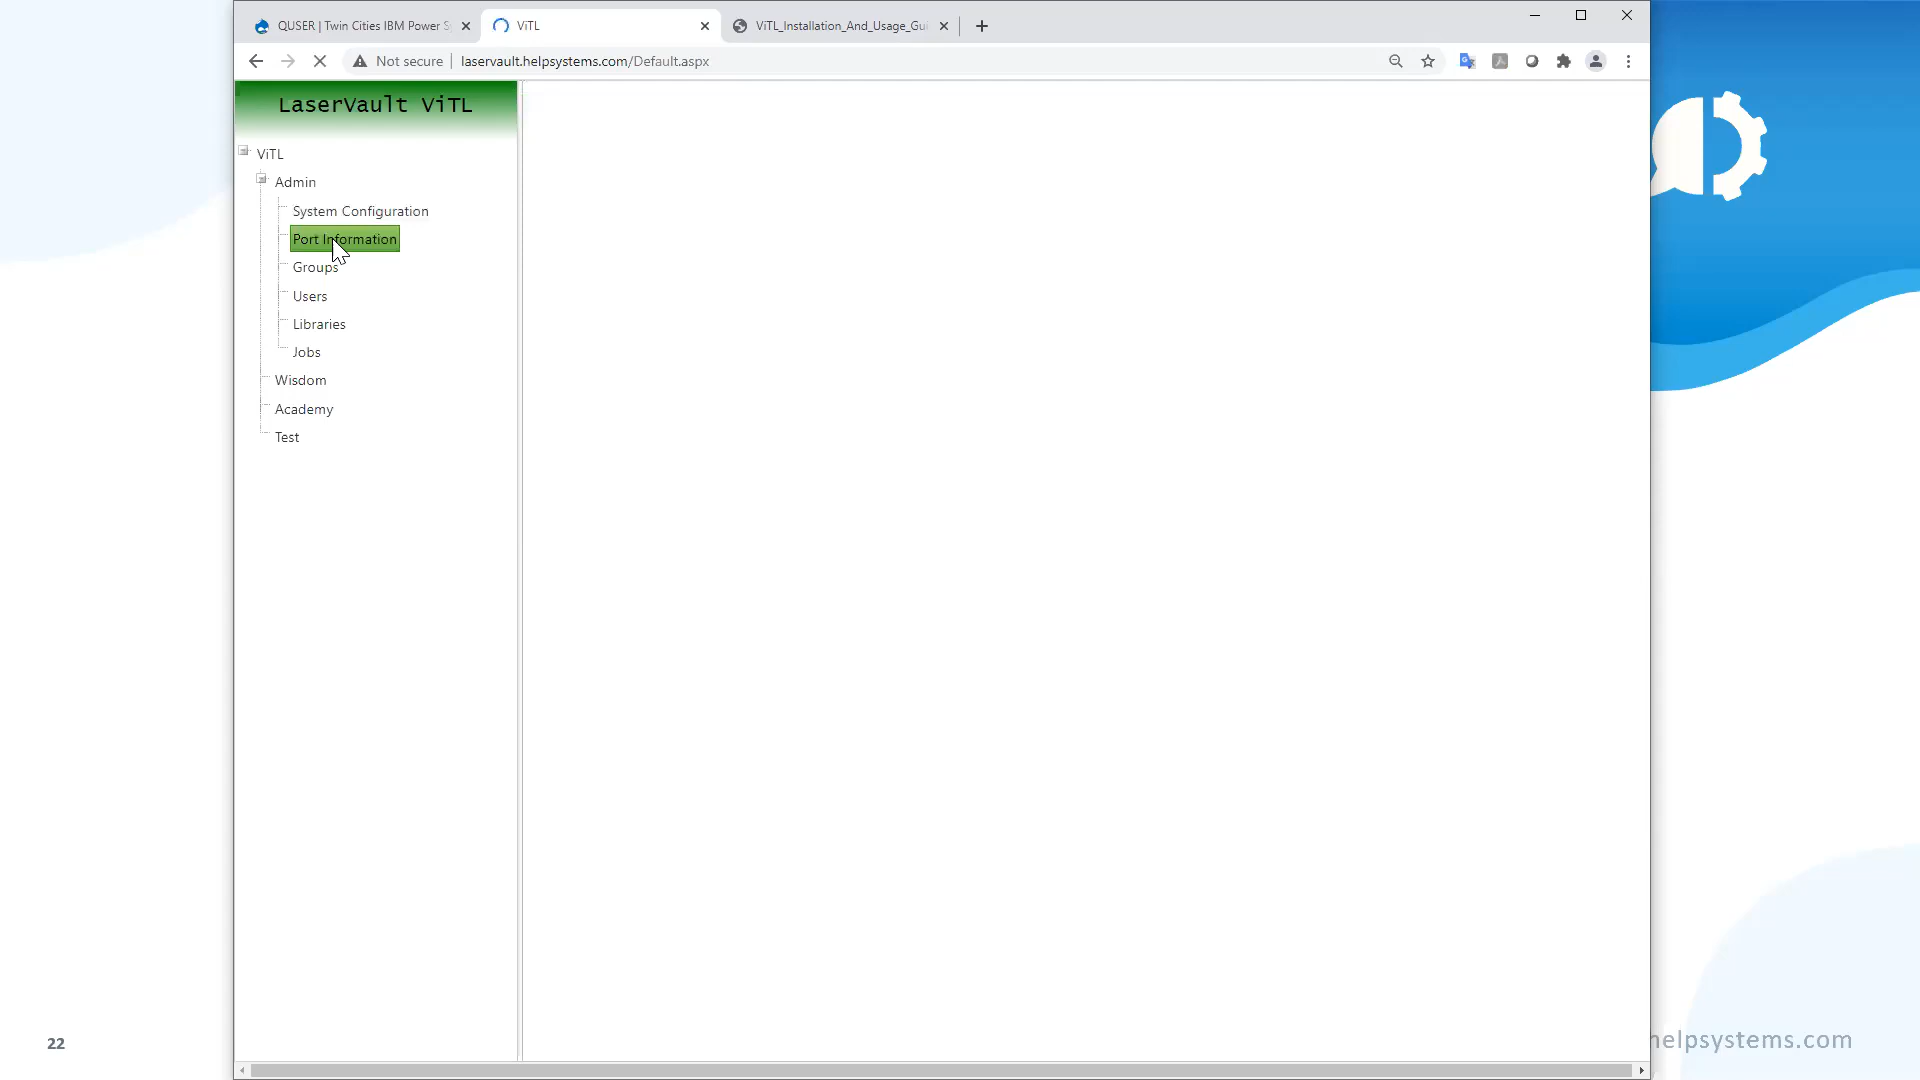 QUSER | Twin Cities IBM Power S
ViTL
ViTL_Installation_And_Usage_Gui
Not secure
laservault.helpsystems.com/Default.aspx
LaserVault ViTL
ViTL
Admin
System Configuration
Port Information
Groups
Users
Libraries
Jobs
Wisdom
Academy
Test
22
helpsystems.com